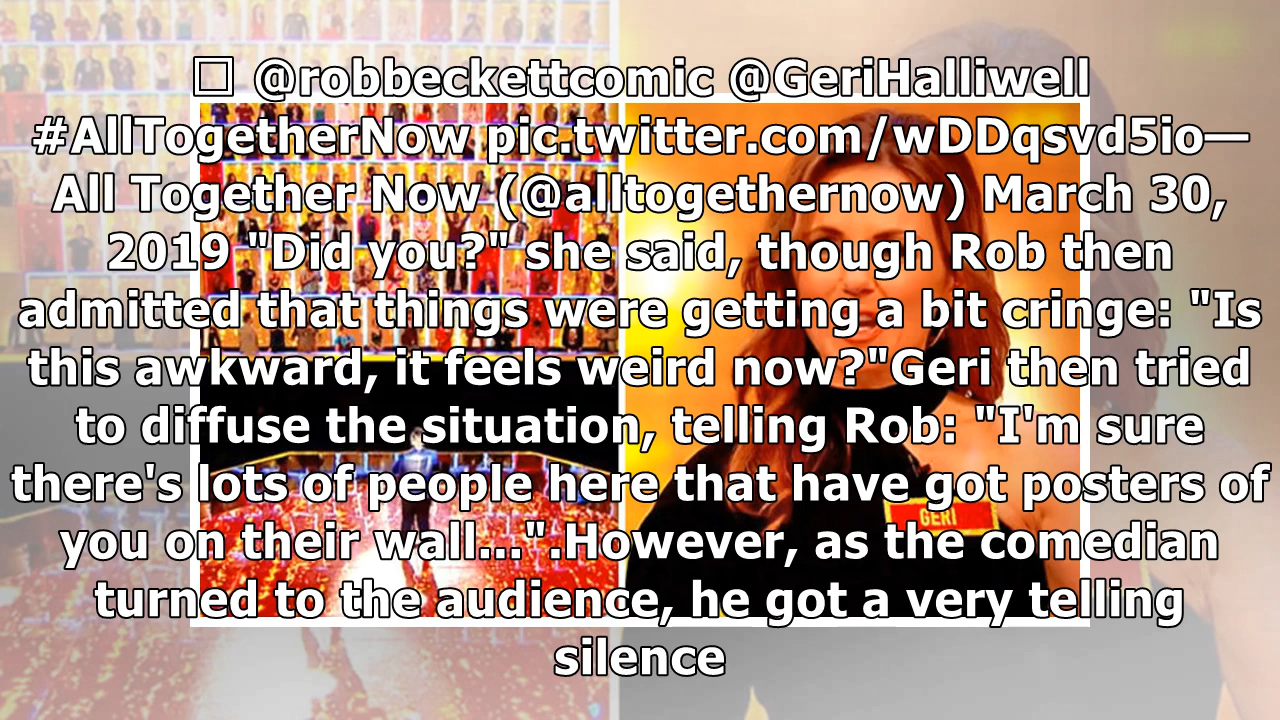 □ @robbeckettcomic @GeriHalliwell
#AllTogetherNow pic.twitter.com/wDDqsvd5io—
All Together Now (@alltogethernow) March 30,
2019 "Did you?" she said, though Rob then
admitted that things were getting a bit cringe: "Is
this awkward, it feels weird now?"Geri then tried
to diffuse the situation, telling Rob: "I'm sure
there's lots of people here that have got posters of
GERI
you on their wall...".However, as the comedian
turned to the audience, he got a very telling
silence